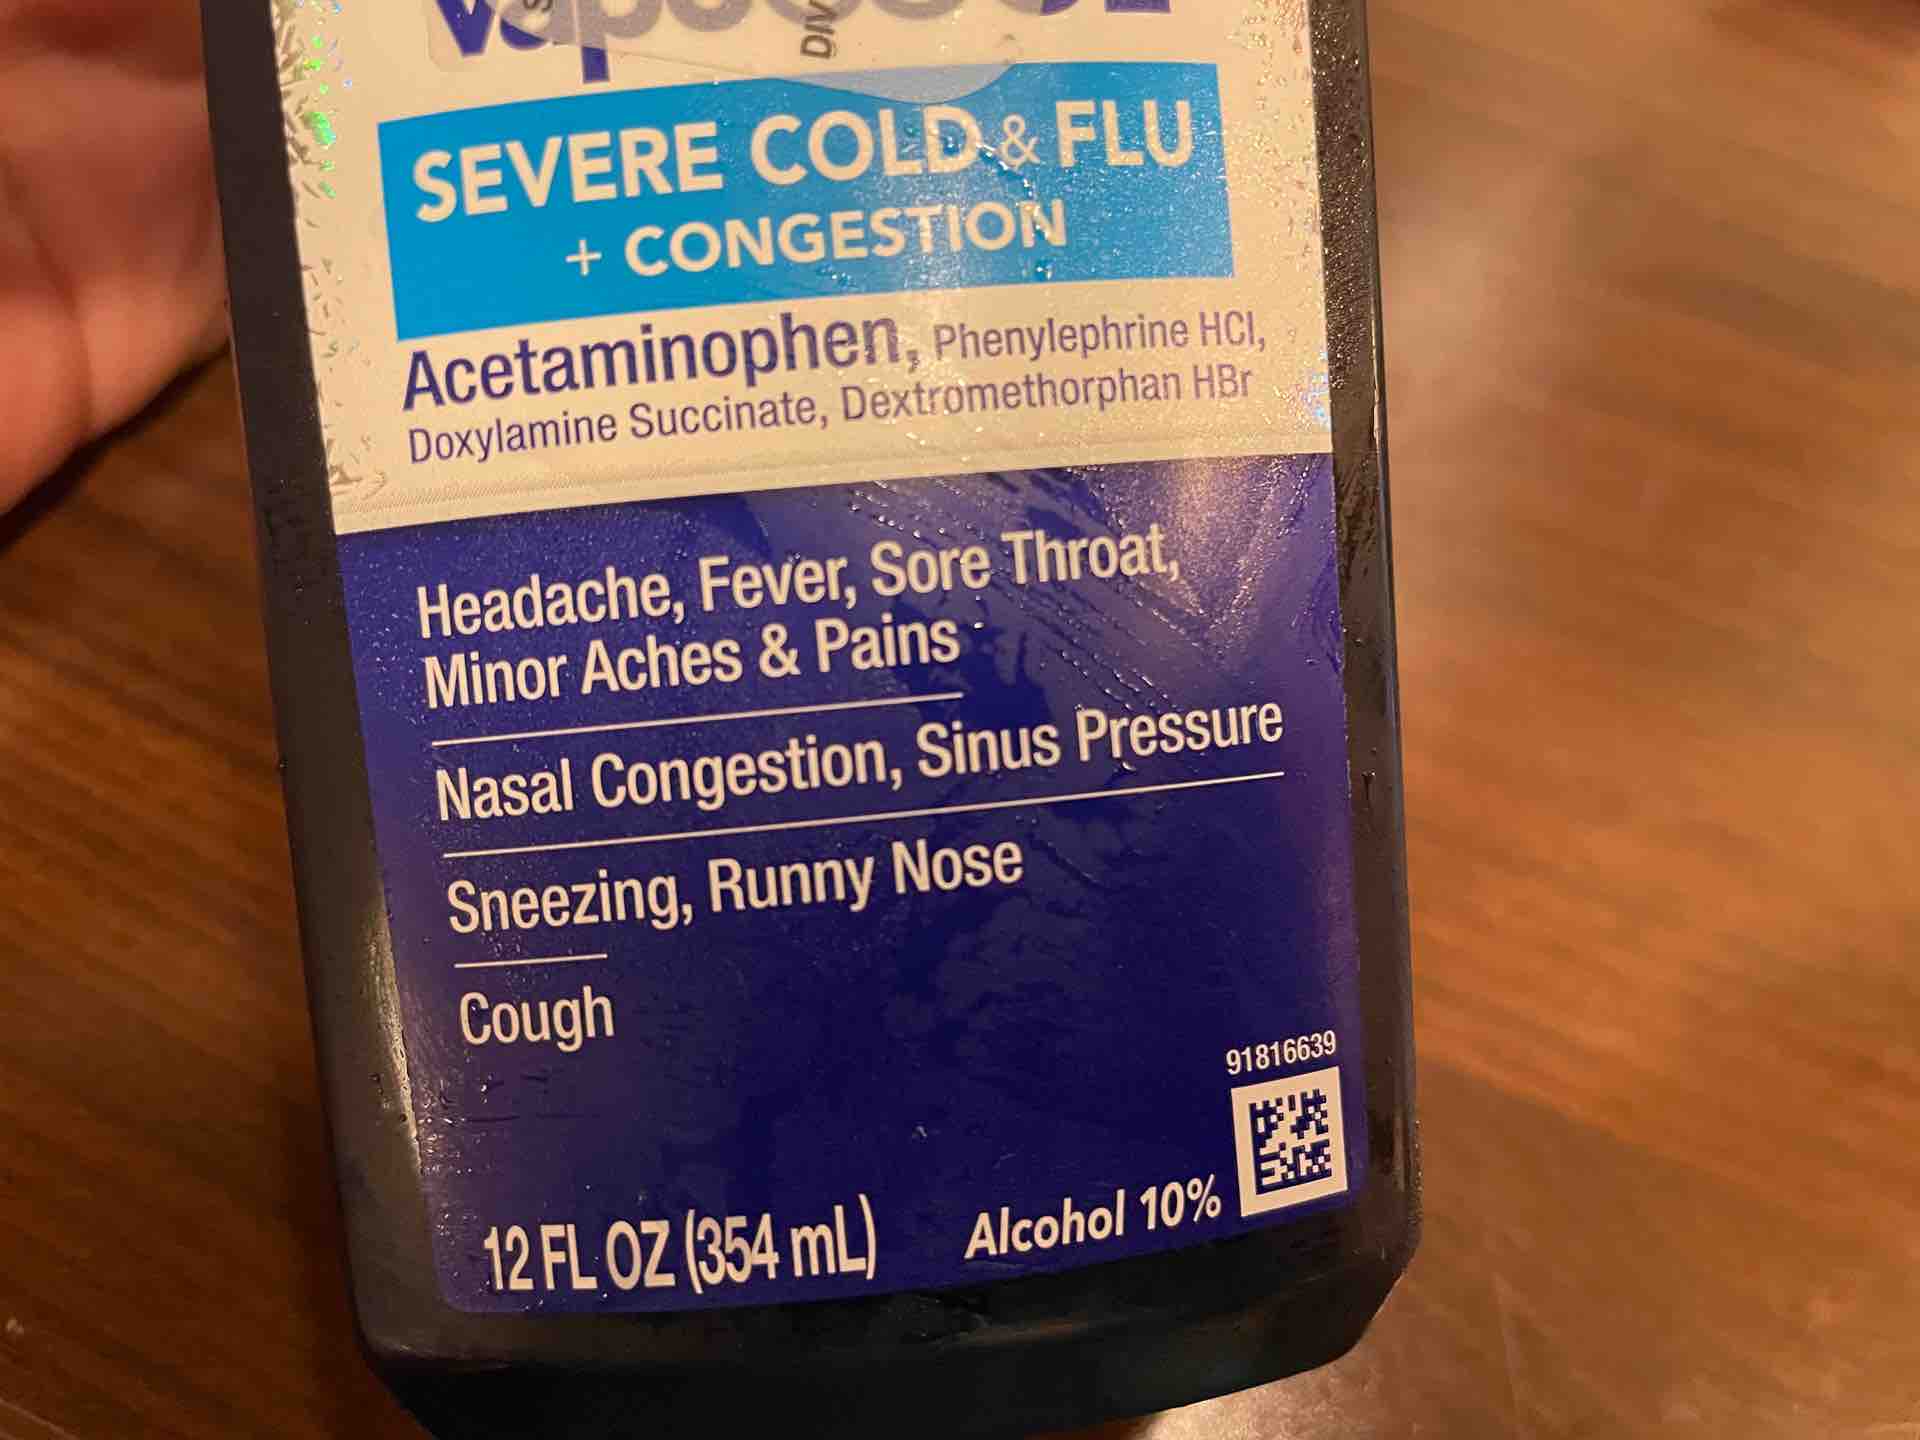 SEVERE COLD & FLU
+ CONGESTION
Acetaminophen, Phenylephrine HCl,
Doxylamine Succinate, Dextromethorphan HBr
Headache, Fever, Sore Throat,
Minor Aches & Pains
Nasal Congestion, Sinus Pressure
Sneezing, Runny Nose
Cough
91816639
12 FL OZ (354 mL)
Alcohol 10%